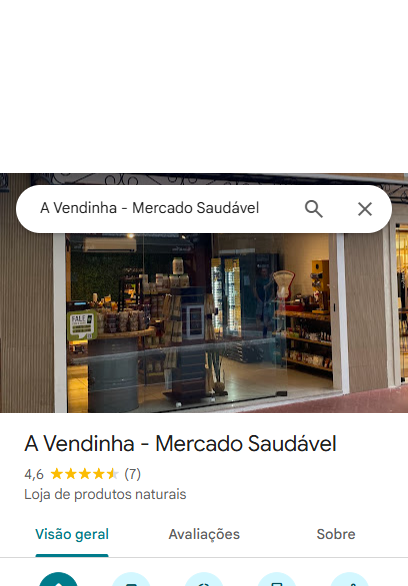 A Vendinha - Mercado Saudável
FALE
A Vendinha - Mercado Saudável
4,6 (7)
Loja de produtos naturais
Visão geral
Avaliações
Sobre